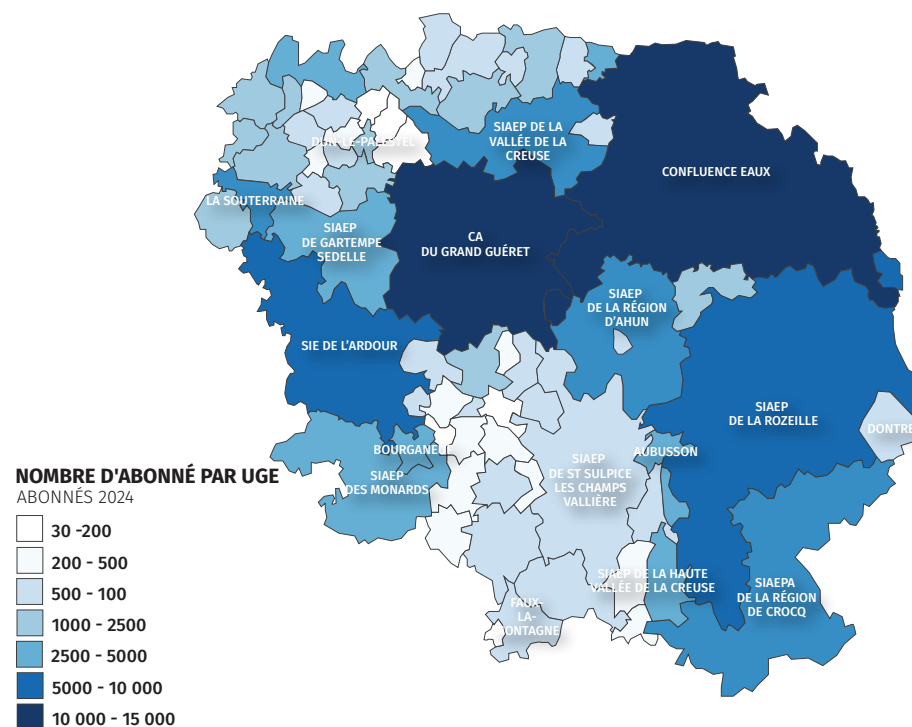 SIAEP DE LA
VALLÉE DE LA
CREUSE
DUN-LE-PALESTEL
CONFLUENCE EAUX
LA SOUTERRAINE
SIAEP
DE GARTEMPE
SEDELLE
CA
DU GRAND GUÉRET
SIAEP
DE LA RÉGION
D'AHUN
SIE DE L'ARDOUR
SIAEP
DE LA ROZEILLE
DONTRE
BOURGANEUF
AUBUSSON
SIAEP
DES MONARDS
SIAEP
DE ST SULPICE
LES CHAMPS
VALLIÈRE
SIAEP DE LA HAUTE
VALLÉE DE LA CREUSE
SIAEPA
DE LA RÉGION
DE CROCQ
FAUX-
LA-
MONTAGNE
NOMBRE D'ABONNÉ PAR UGE
ABONNÉS 2024
30 -200
200 - 500
500 - 100
1000 - 2500
2500 - 5000
5000 - 10 000
10 000 - 15 000